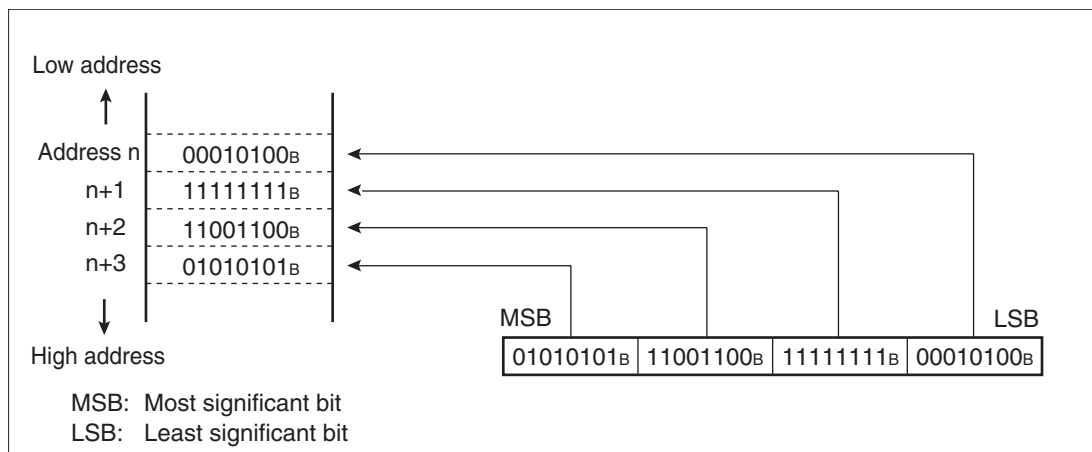 Low address
Address n 00010100B
n+1 11111111B
n+2 11001100B
n+3 01010101B
High address
MSB LSB
01010101B 11001100B 11111111B 00010100B
MSB: Most significant bit
LSB: Least significant bit